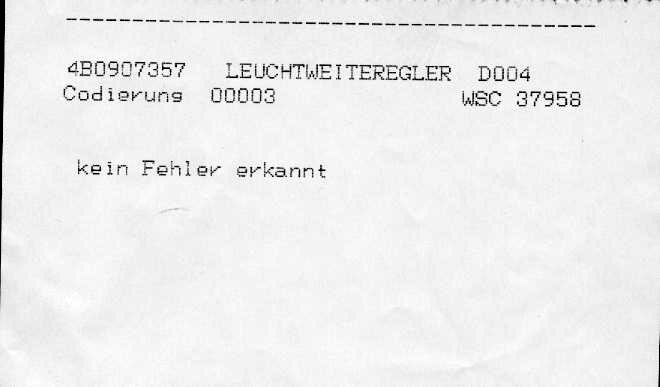 4B0907357 LEUCHTWEITEREGLER D004
Codierung 00003 WSC 37958
kein Fehler erkannt